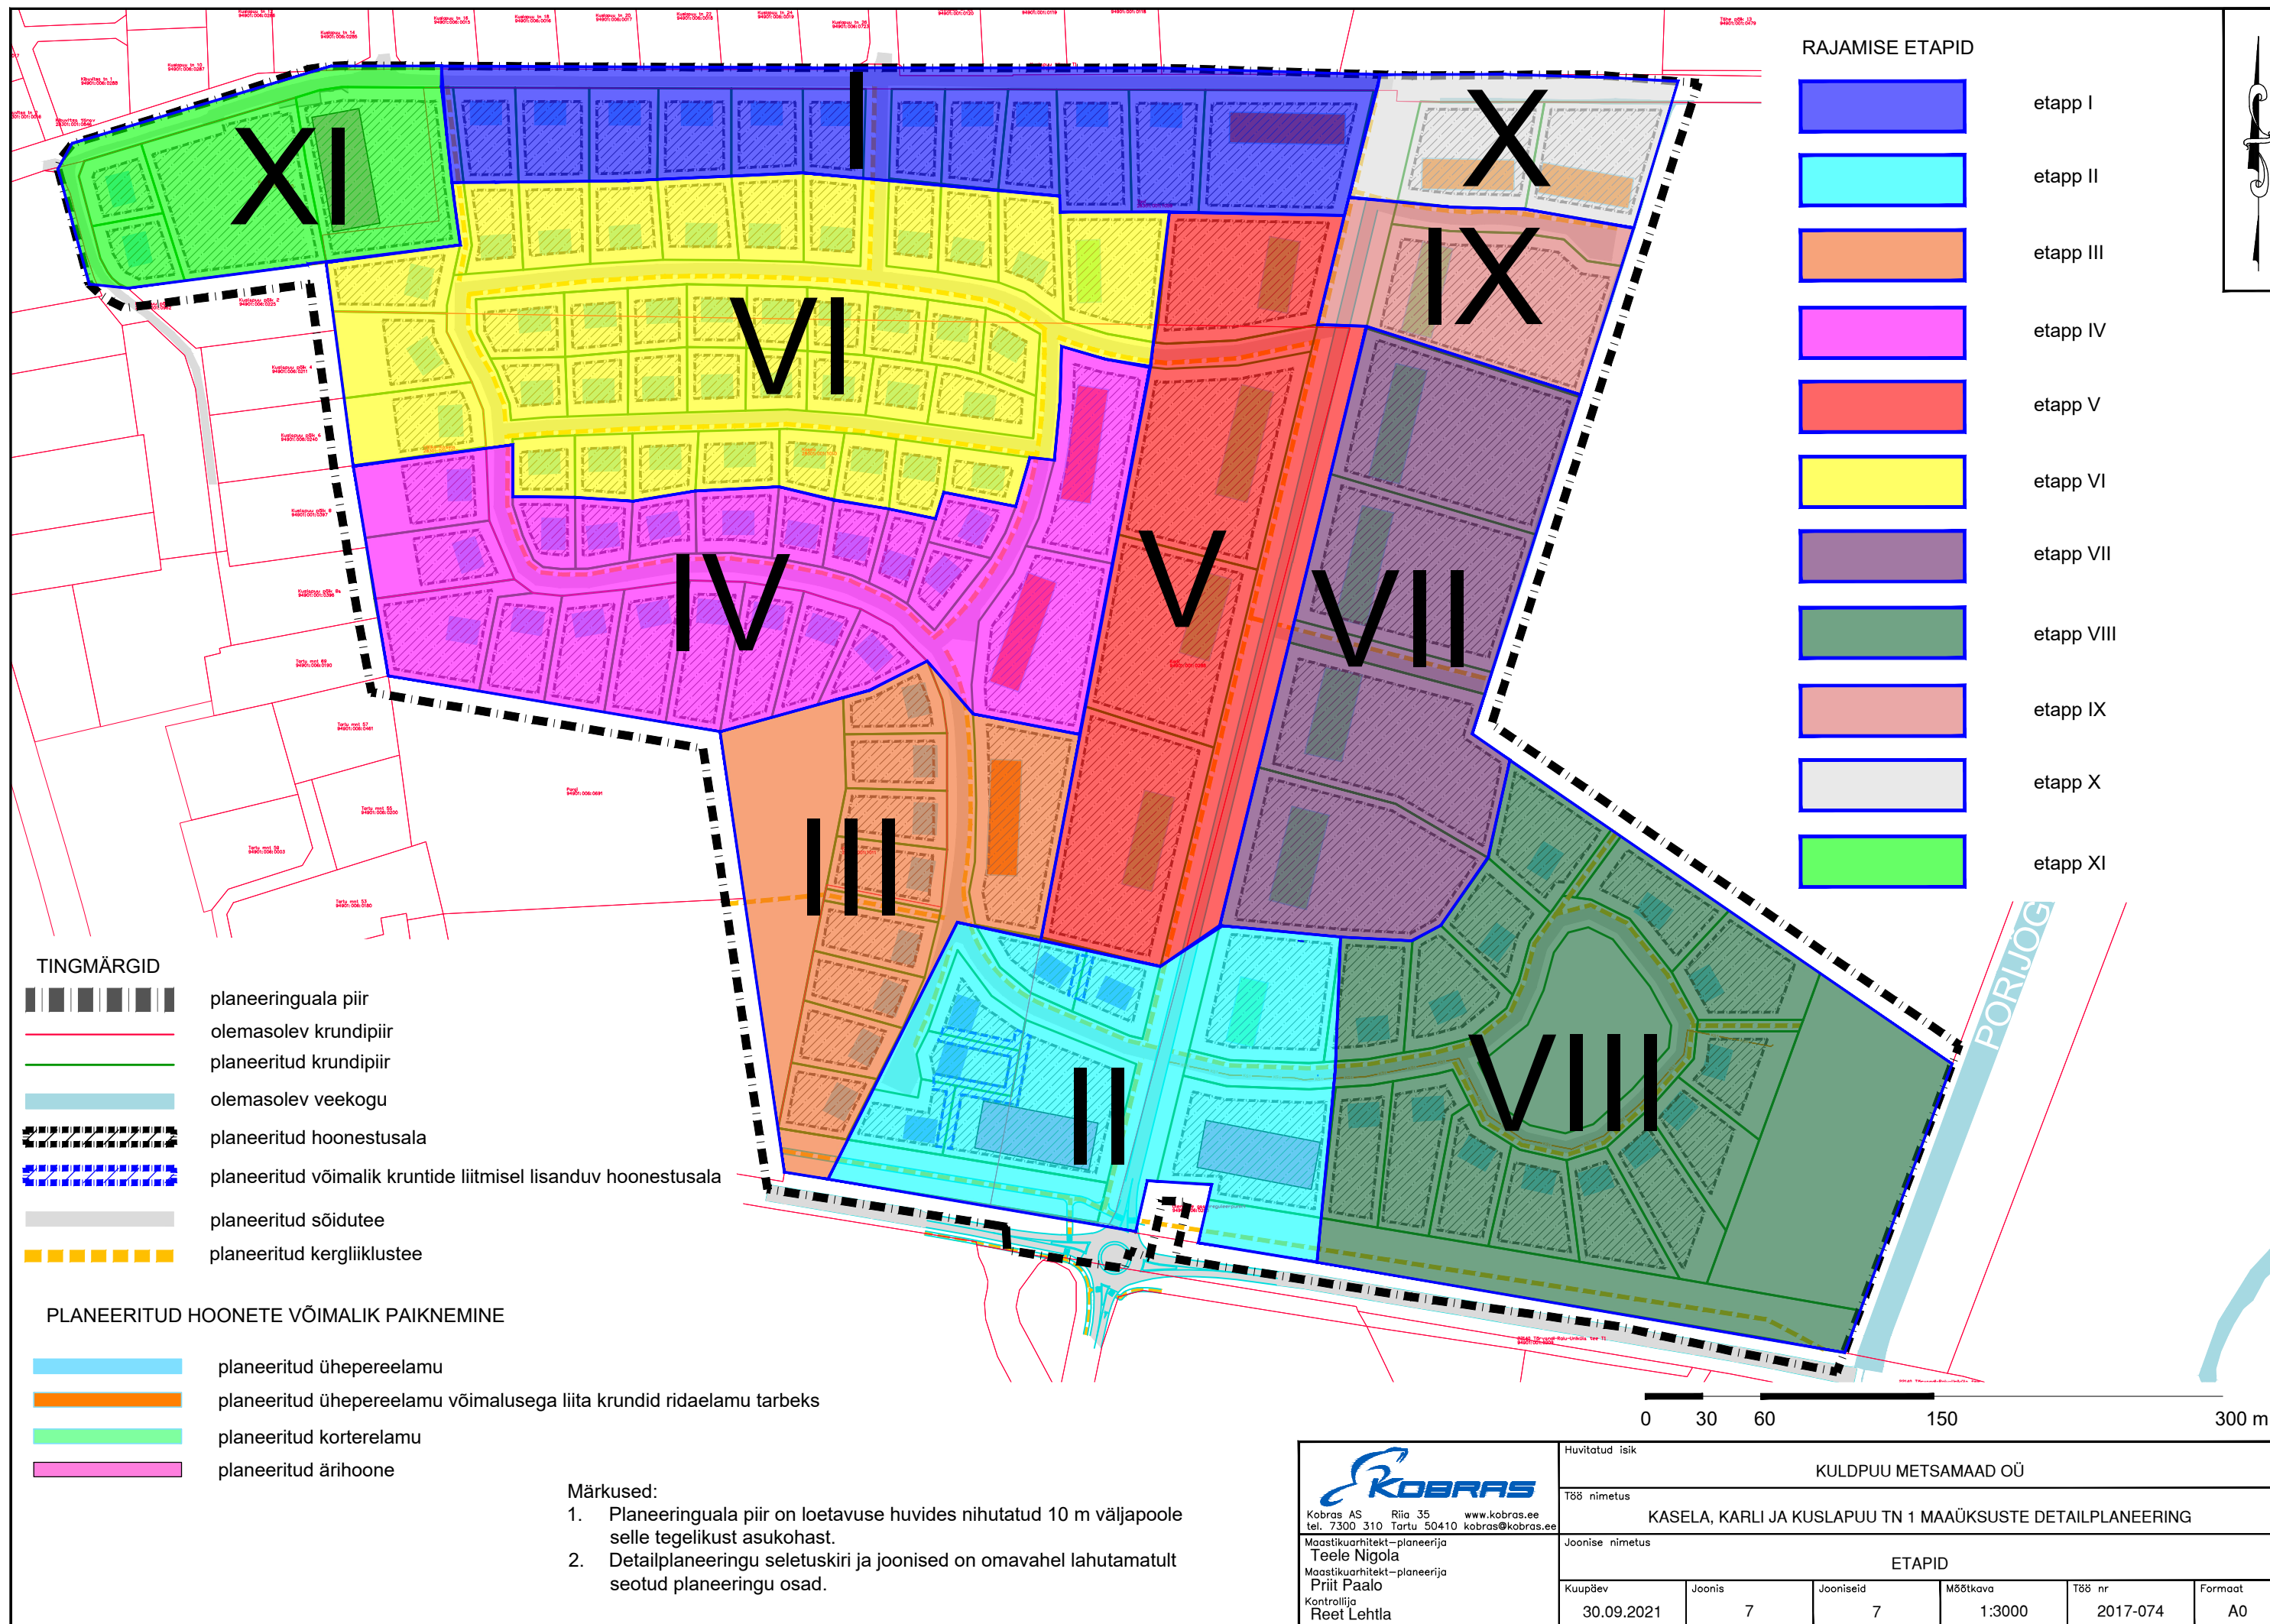 RAJAMISE ETAPID
etapp I
etapp II
etapp III
etapp IV
etapp V
etapp VI
etapp VII
etapp VIII
etapp IX
etapp X
etapp XI
XI
I
X
IX
VI
IV
V
VII
III
II
VIII
PORIJÕGI
TINGMÄRGID
planeeringuala piir
olemasolev krundipiir
planeeritud krundipiir
olemasolev veekogu
planeeritud hoonestusala
planeeritud võimalik kruntide liitmisel lisanduv hoonestusala
planeeritud sõidutee
planeeritud kergliiklustee
PLANEERITUD HOONETE VÕIMALIK PAIKNEMINE
planeeritud ühepereelamu
planeeritud ühepereelamu võimalusega liita krundid ridaelamu tarbeks
planeeritud korterelamu
planeeritud ärihoone
Märkused:
1. Planeeringuala piir on loetavuse huvides nihutatud 10 m väljapoole
selle tegelikust asukohast.
2. Detailplaneeringu seletuskiri ja joonised on omavahel lahutamatult
seotud planeeringu osad.
0 30 60 150 300 m
KOBRAS
Kobras AS Riia 35 www.kobras.ee
tel. 7300 310 Tartu 50410 kobras@kobras.ee
Maastikuarhitekt-planeerija
Teele Nigola
Maastikuarhitekt-planeerija
Priit Paalo
Kontrollija
Reet Lehtla
Huvitatud isik
KULDPUU METSAMAAD OÜ
Töö nimetus
KASELA, KARLI JA KUSLAPUU TN 1 MAAÜKSUSTE DETAILPLANEERING
Joonise nimetus
ETAPID
Kuupäev Joonis Jooniseid Mõõtkava Töö nr Formaat
30.09.2021 7 7 1:3000 2017-074 A0